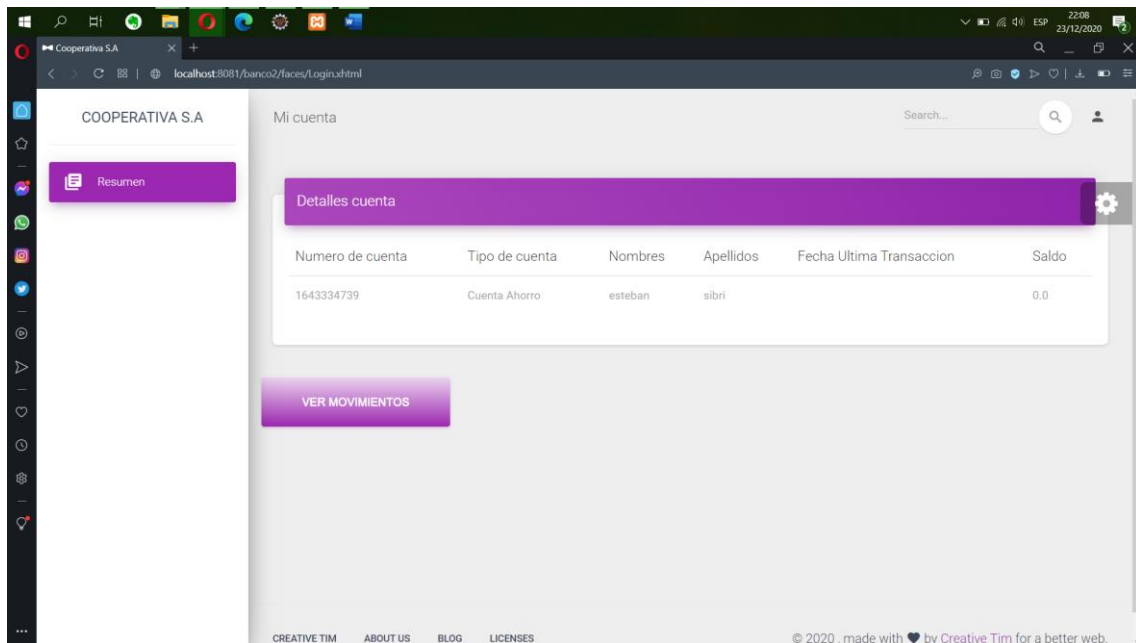 ESP
22:08
23/12/2020
2
Cooperativa S.A
localhost:8081/banco2/faces/Login.xhtml
COOPERATIVA S.A
Mi cuenta
Search...
Resumen
Detalles cuenta
Numero de cuenta Tipo de cuenta Nombres Apellidos Fecha Ultima Transaccion Saldo
1643334739 Cuenta Ahorro esteban sibri 0.0
VER MOVIMIENTOS
CREATIVE TIM ABOUT US BLOG LICENSES © 2020 , made with by Creative Tim for a better web.